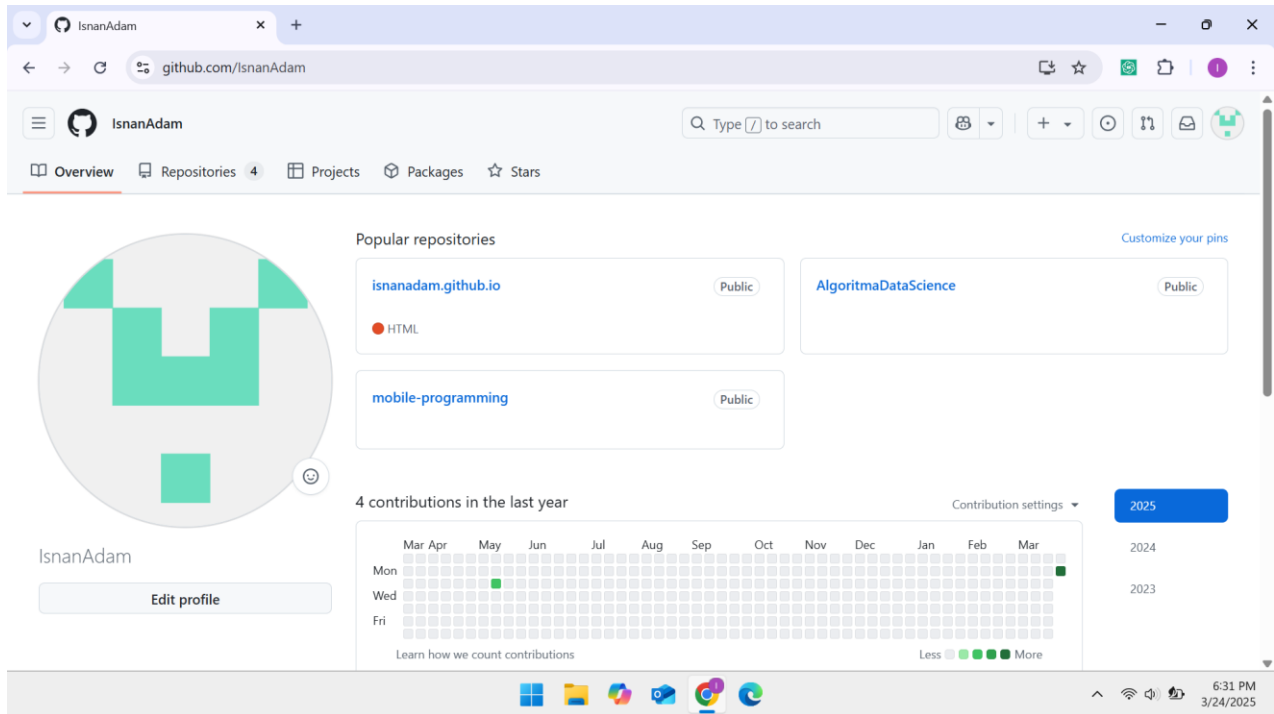 IsnanAdam
github.com/IsnanAdam
I
IsnanAdam
Type / to search
Overview Repositories 4 Projects Packages Stars
Popular repositories
Customize your pins
isnanadam.github.io Public
HTML
AlgoritmaDataScience Public
mobile-programming Public
4 contributions in the last year
Contribution settings
2025
2024
2023
Mar Apr May Jun Jul Aug Sep Oct Nov Dec Jan Feb Mar
Mon
Wed
Fri
Learn how we count contributions
Less More
IsnanAdam
Edit profile
6:31 PM
3/24/2025